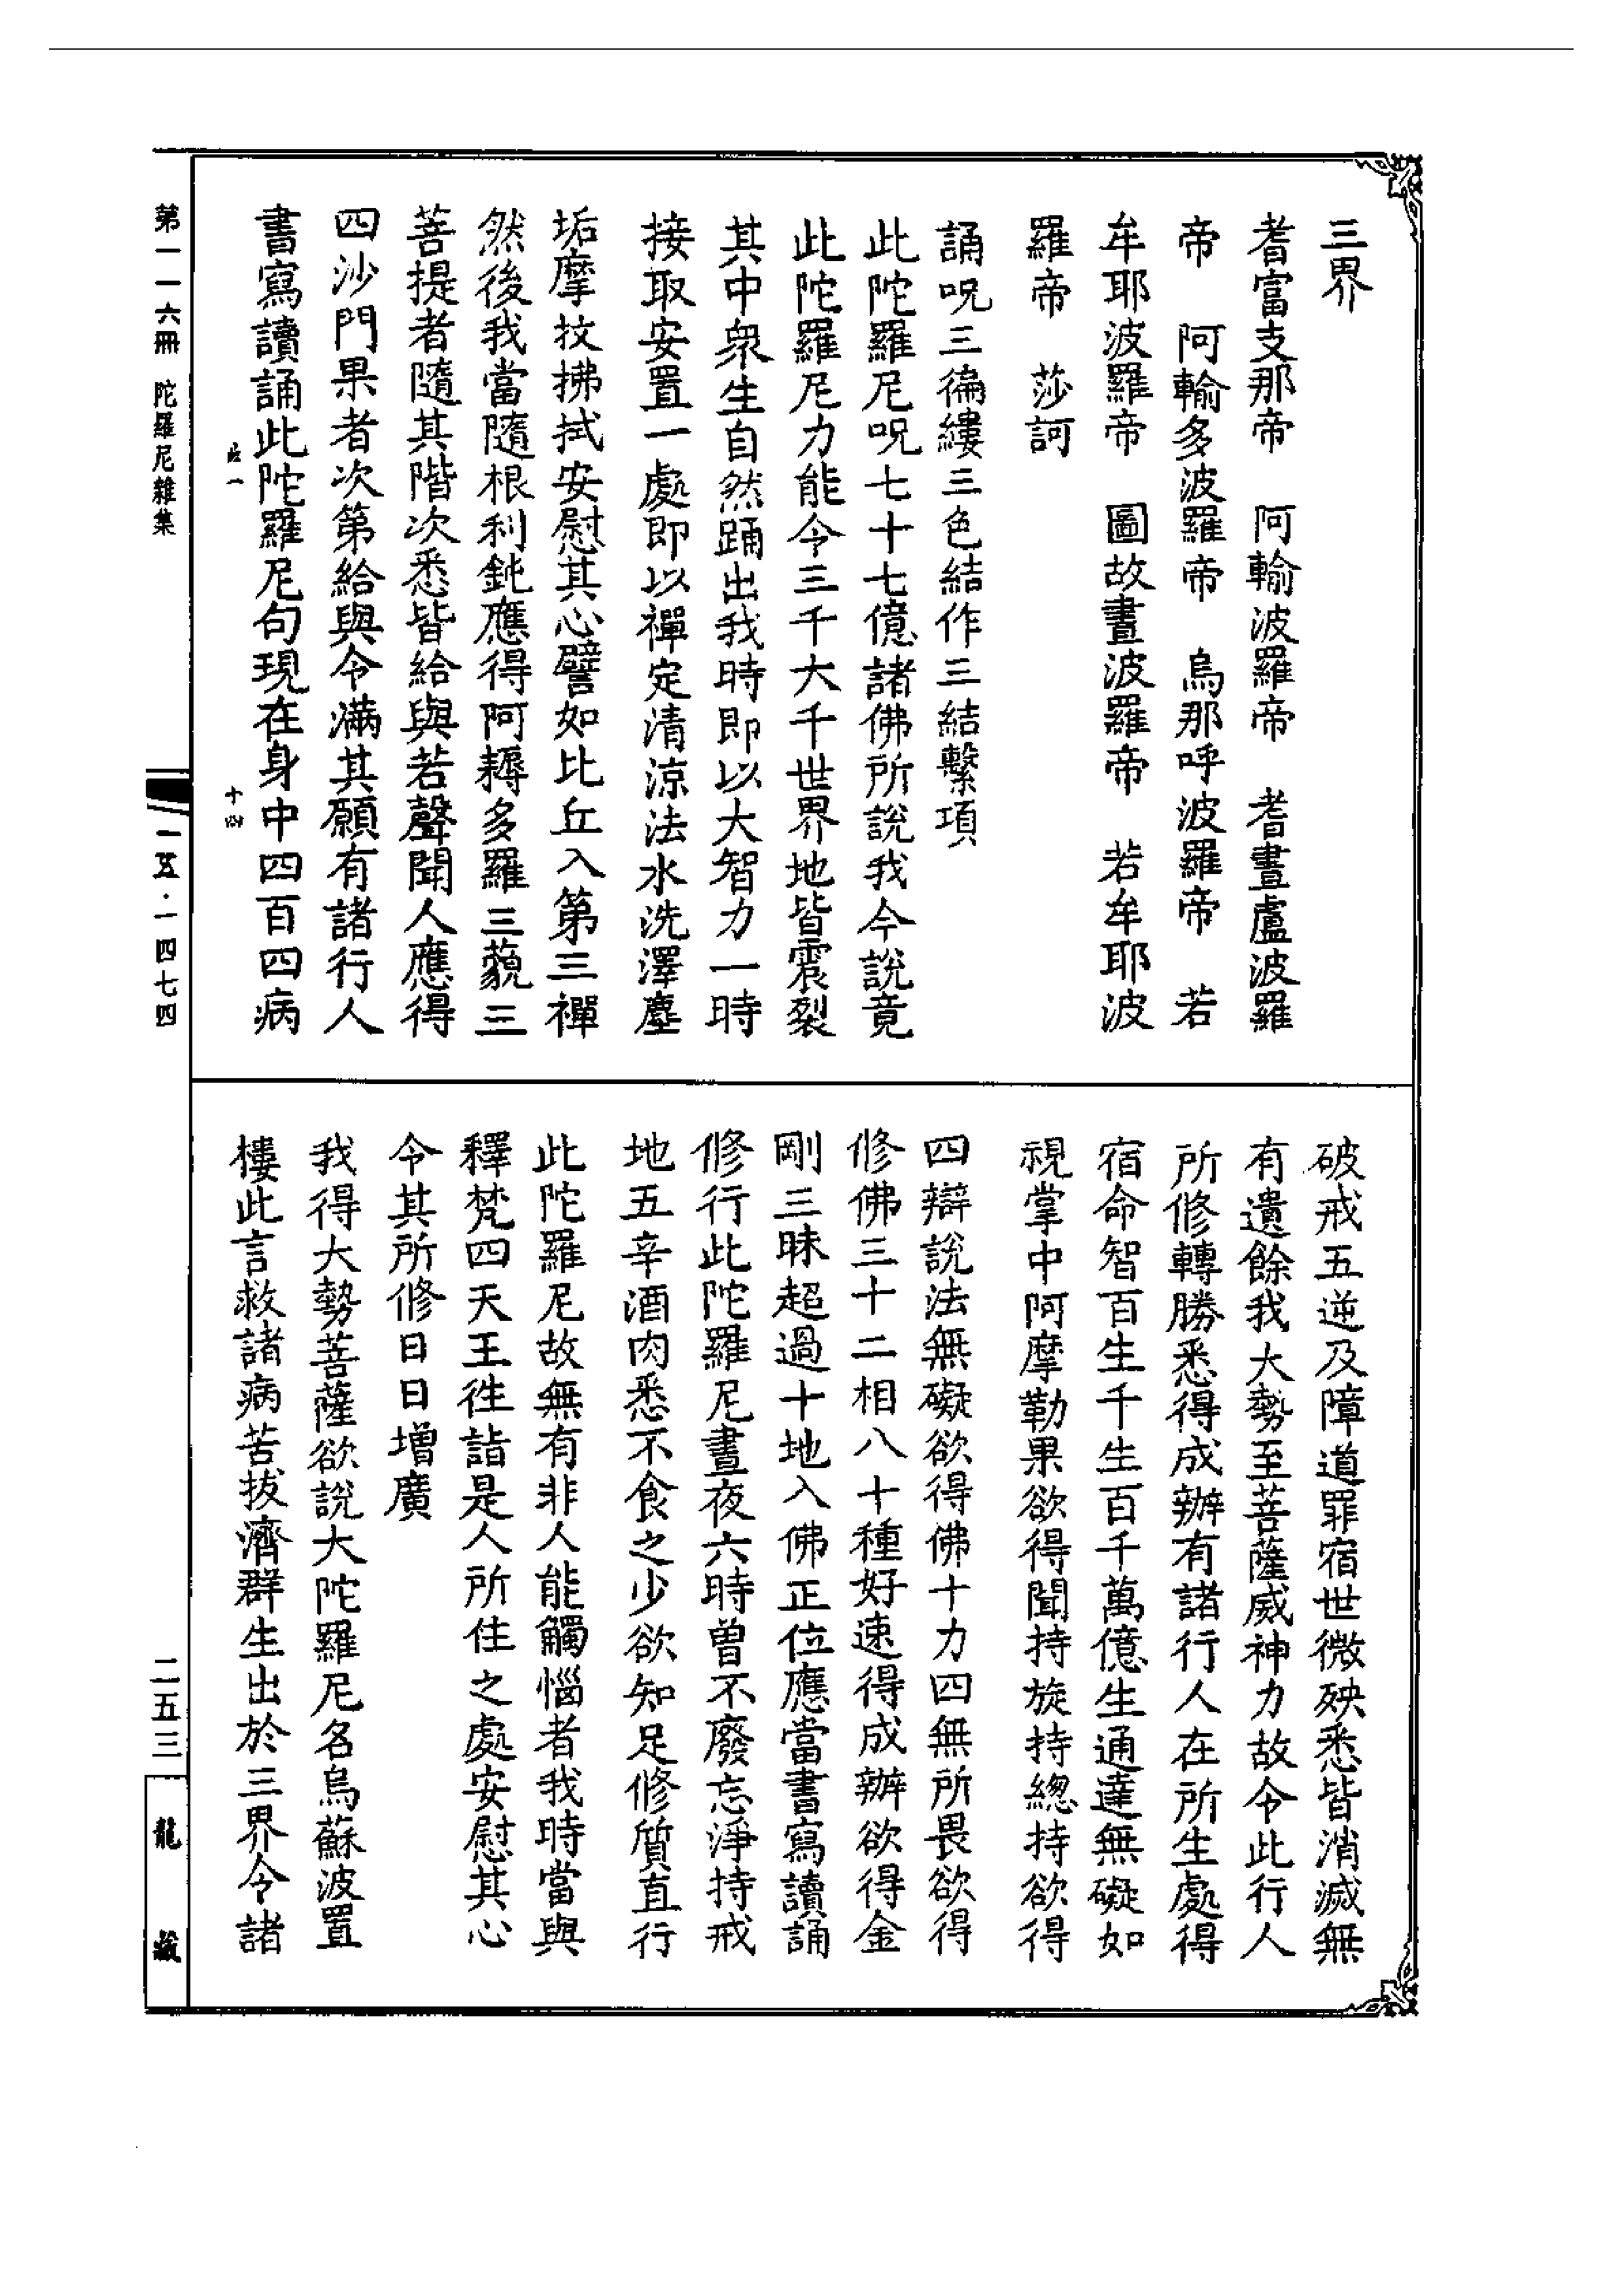 三界
耆富支那帝　阿輸波羅帝　耆晝盧波羅
帝　阿輸多波羅帝　烏那呼波羅帝　若
牟耶波羅帝　圖故晝波羅帝　若牟耶波
羅帝　莎訶
誦呪三徧縷三色結作三結繫項
此陀羅尼呪七十七億諸佛所說我今說竟
此陀羅尼力能令三千大千世界地皆震裂
其中衆生自然踊出我時即以大智力一時
接取安置一處即以禪定清涼法水洗澤塵
垢摩抆拂拭安慰其心譬如比丘入第三禪
然後我當隨根利鈍應得阿耨多羅三藐三
菩提者隨其階次悉皆給與若聲聞人應得
四沙門果者次第給與令滿其願有諸行人
書寫讀誦此陀羅尼句現在身中四百四病
破戒五逆及障道罪宿世微殃悉皆消滅無
有遺餘我大勢至菩薩威神力故令此行人
所修轉勝悉得成辦有諸行人在所生處得
宿命智百生千生百千萬億生通達無礙如
視掌中阿摩勒果欲得聞持旋持總持欲得
四辯說法無礙欲得佛十力四無所畏欲得
修佛三十二相八十種好速得成辦欲得金
剛三昧超過十地入佛正位應當書寫讀誦
修行此陀羅尼晝夜六時曾不廢忘淨持戒
地五辛酒肉悉不食之少欲知足修質直行
此陀羅尼故無有非人能觸惱者我時當與
釋梵四天王往詣是人所住之處安慰其心
令其所修日日增廣
我得大勢菩薩欲說大陀羅尼名烏蘇波置
樓此言救諸病苦拔濟群生出於三界令諸
十四
第一一六冊　陀羅尼雜集
一五·一四七四
二五三
龍藏